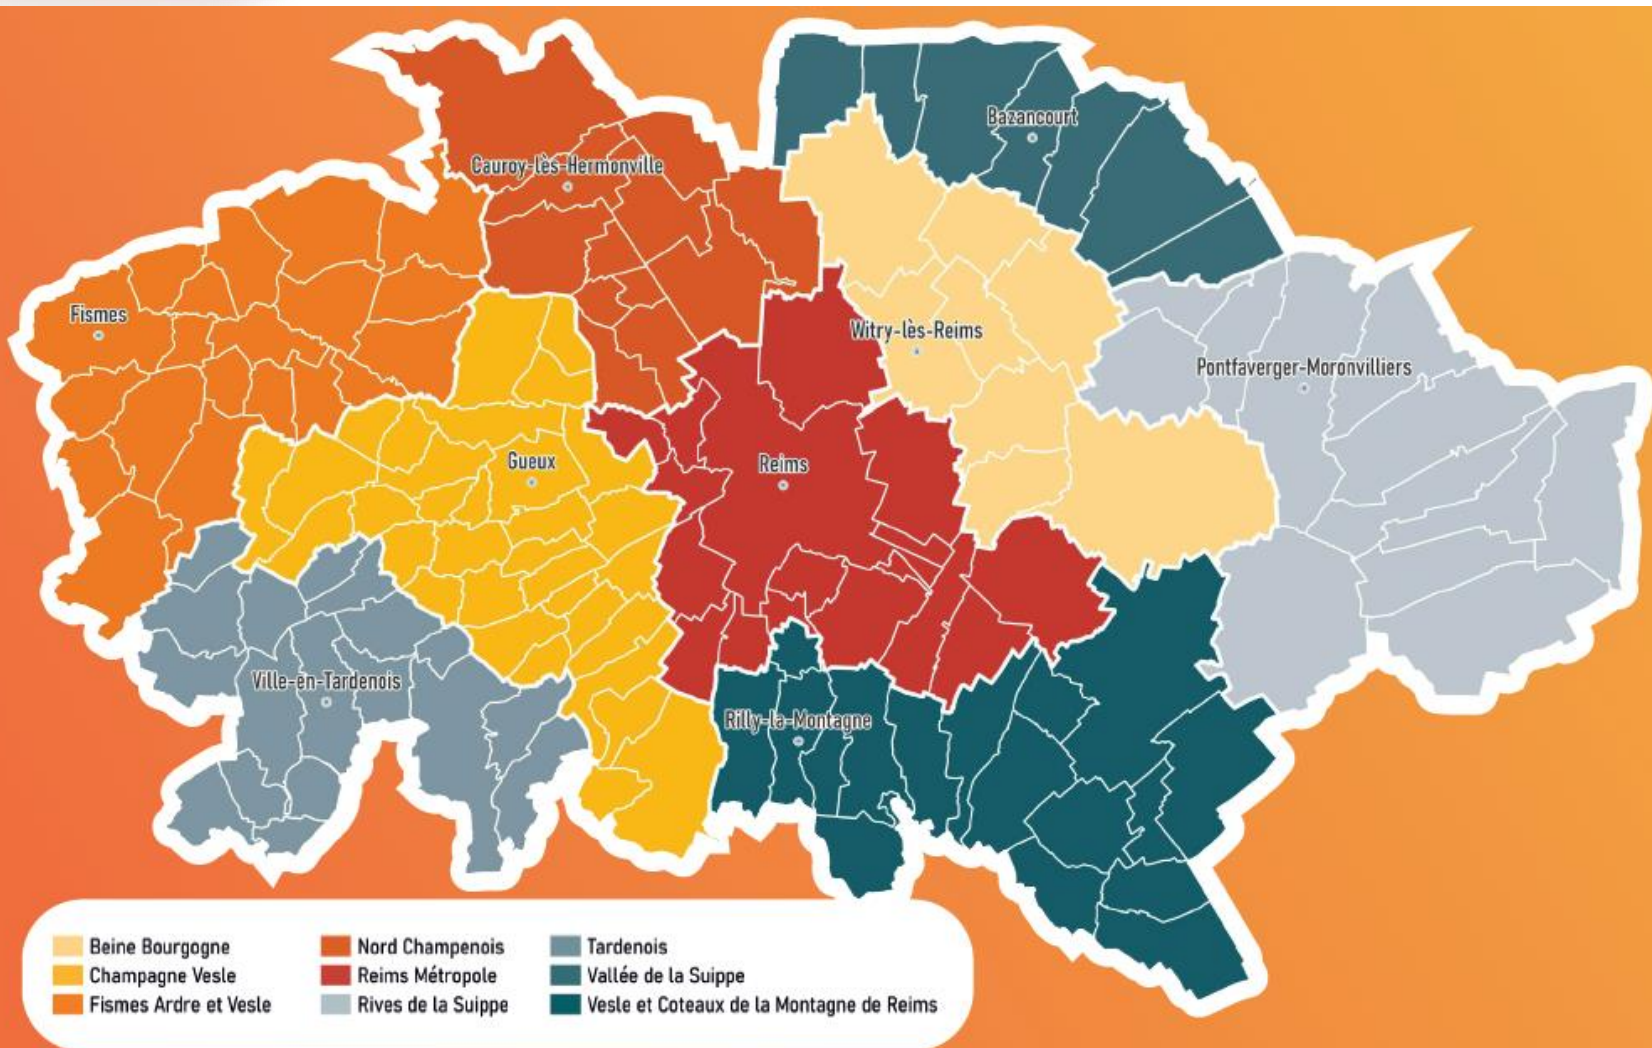 Bazancourt
Cauroy-lès-Hermonville
Fismes
Witry-lès-Reims
Pontfaverger-Moronvilliers
Gueux
Reims
Ville-en-Tardenois
Rilly-la-Montagne
Beine Bourgogne
Champagne Vesle
Fismes Ardre et Vesle
Nord Champenois
Reims Métropole
Rives de la Suippe
Tardenois
Vallée de la Suippe
Vesle et Coteaux de la Montagne de Reims